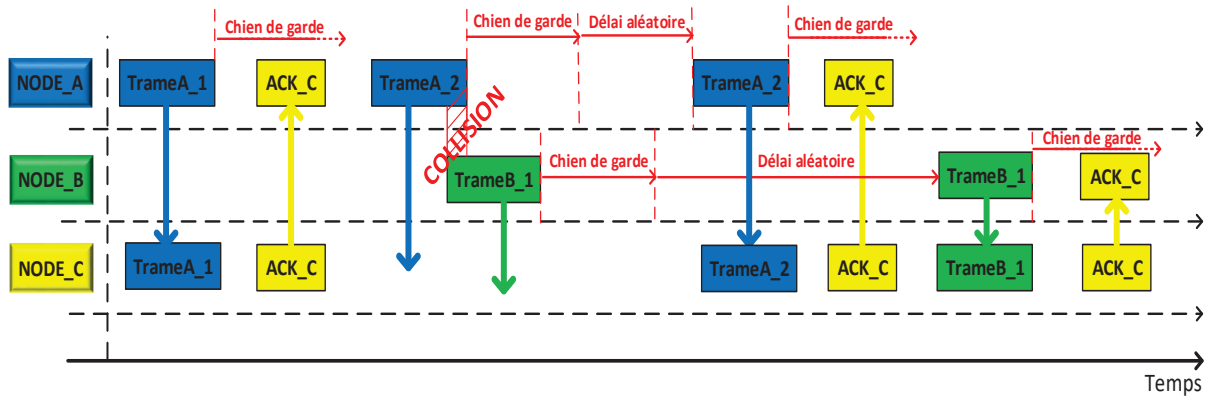 Chien de garde
Chien de garde
Délai aléatoire
Chien de garde
NODE_A
TrameA_1
ACK_C
TrameA_2
TrameA_2
ACK_C
COLLISION
Chien de garde
NODE_B
TrameB_1
Chien de garde
Délai aléatoire
TrameB_1
ACK_C
NODE_C
TrameA_1
ACK_C
TrameA_2
ACK_C
TrameB_1
ACK_C
Temps